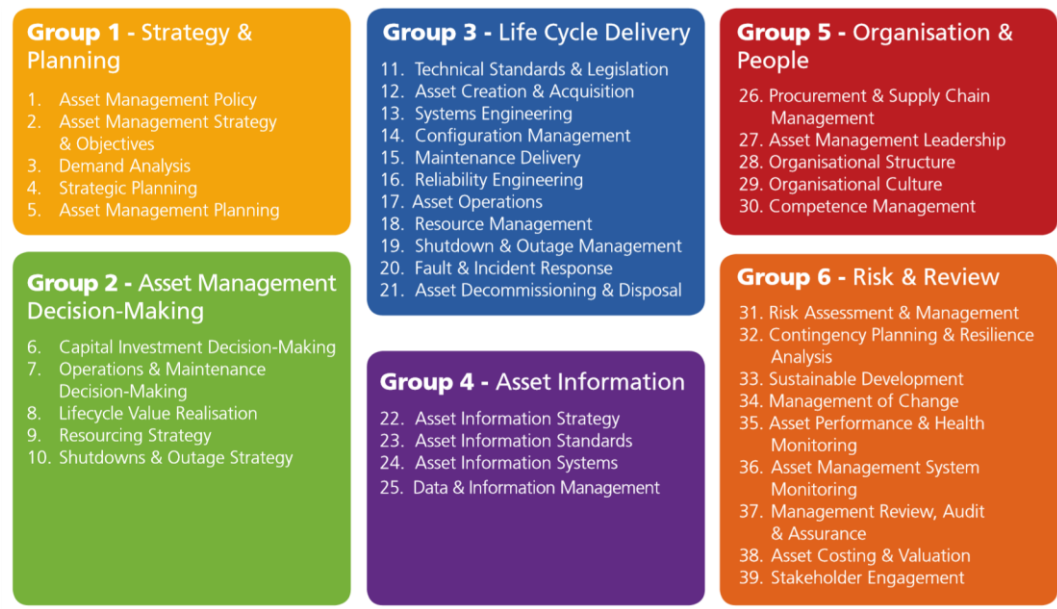 Group 1 - Strategy &
Planning
1. Asset Management Policy
2. Asset Management Strategy
& Objectives
3. Demand Analysis
4. Strategic Planning
5. Asset Management Planning
Group 2 - Asset Management
Decision-Making
6. Capital Investment Decision-Making
7. Operations & Maintenance
Decision-Making
8. Lifecycle Value Realisation
9. Resourcing Strategy
10. Shutdowns & Outage Strategy
Group 3 - Life Cycle Delivery
11. Technical Standards & Legislation
12. Asset Creation & Acquisition
13. Systems Engineering
14. Configuration Management
15. Maintenance Delivery
16. Reliability Engineering
17. Asset Operations
18. Resource Management
19. Shutdown & Outage Management
20. Fault & Incident Response
21. Asset Decommissioning & Disposal
Group 4 - Asset Information
22. Asset Information Strategy
23. Asset Information Standards
24. Asset Information Systems
25. Data & Information Management
Group 5 - Organisation &
People
26. Procurement & Supply Chain
Management
27. Asset Management Leadership
28. Organisational Structure
29. Organisational Culture
30. Competence Management
Group 6 - Risk & Review
31. Risk Assessment & Management
32. Contingency Planning & Resilience
Analysis
33. Sustainable Development
34. Management of Change
35. Asset Performance & Health
Monitoring
36. Asset Management System
Monitoring
37. Management Review, Audit
& Assurance
38. Asset Costing & Valuation
39. Stakeholder Engagement